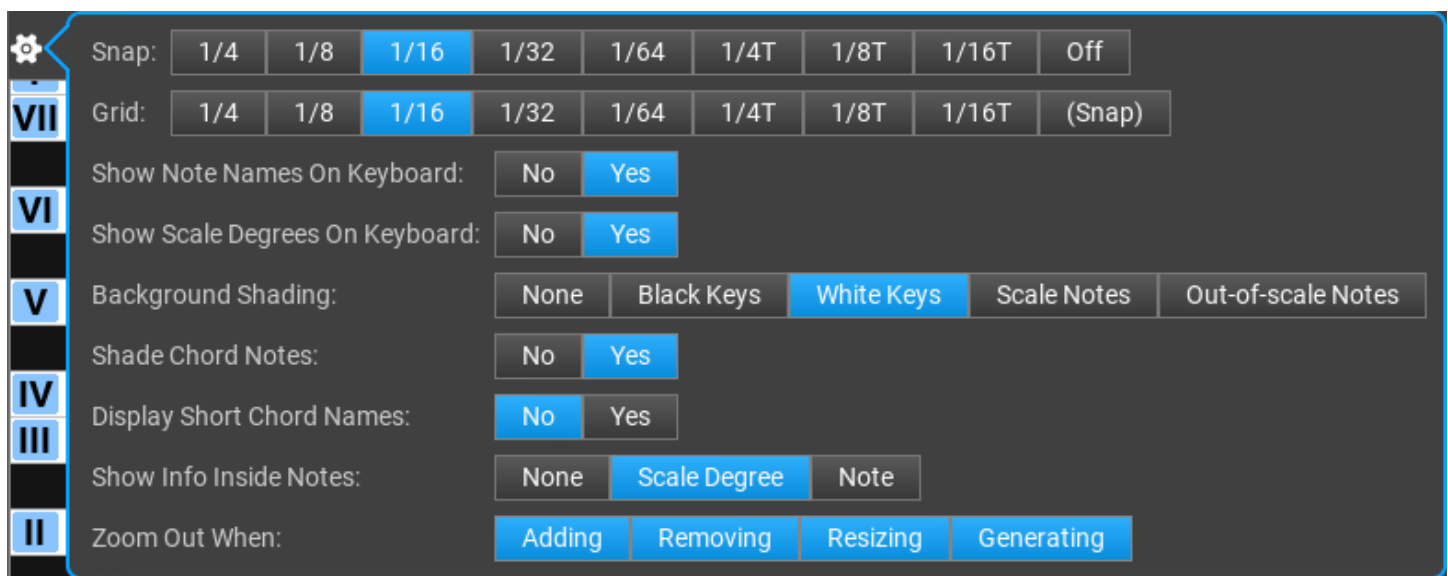 Snap: 1/4 1/8 1/16 1/32 1/64 1/4T 1/8T 1/16T Off
VII Grid: 1/4 1/8 1/16 1/32 1/64 1/4T 1/8T 1/16T (Snap)
Show Note Names On Keyboard: No Yes
VI
Show Scale Degrees On Keyboard: No Yes
V Background Shading: None Black Keys White Keys Scale Notes Out-of-scale Notes
Shade Chord Notes: No Yes
IV
Display Short Chord Names: No Yes
III
Show Info Inside Notes: None Scale Degree Note
II Zoom Out When: Adding Removing Resizing Generating